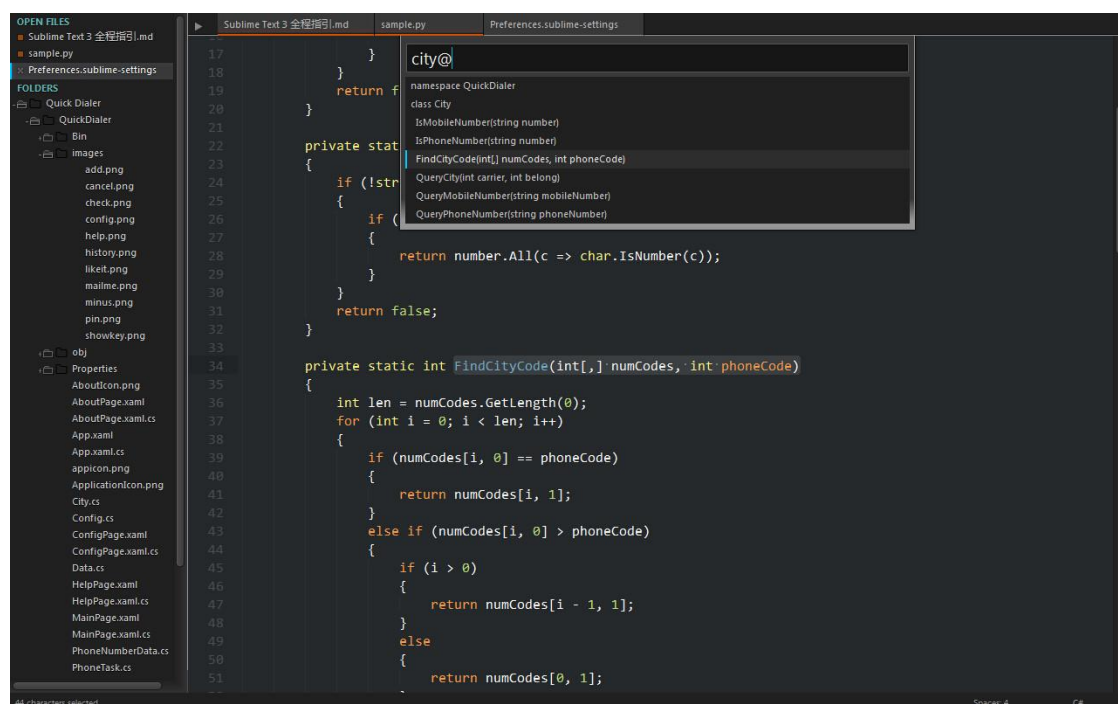 OPEN FILES
Sublime Text 3 全程指引.md
sample.py
Preferences.sublime-settings
FOLDERS
Quick Dialer
QuickDialer
Bin
images
add.png
cancel.png
check.png
config.png
help.png
history.png
likeit.png
mailme.png
minus.png
pin.png
showkey.png
obj
Properties
AboutIcon.png
AboutPage.xaml
AboutPage.xaml.cs
App.xaml
App.xaml.cs
appicon.png
ApplicationIcon.png
City.cs
Config.cs
ConfigPage.xaml
ConfigPage.xaml.cs
Data.cs
HelpPage.xaml
HelpPage.xaml.cs
MainPage.xaml
MainPage.xaml.cs
PhoneNumberData.cs
PhoneTask.cs
Sublime Text 3 全程指引.md sample.py Preferences.sublime-settings
city@
namespace QuickDialer
class City
IsMobileNumber(string number)
IsPhoneNumber(string number)
FindCityCode(int[,] numCodes, int phoneCode)
QueryCity(int carrier, int belong)
QueryMobileNumber(string mobileNumber)
QueryPhoneNumber(string phoneNumber)
17 }
18 }
19 return f
20 }
21
22 private stat
23 {
24 if (!str
25 {
26 if (
27 {
28 return number.All(c => char.IsNumber(c));
29 }
30 }
31 return false;
32 }
33
34 private static int FindCityCode(int[,] numCodes, int phoneCode)
35 {
36 int len = numCodes.GetLength(0);
37 for (int i = 0; i < len; i++)
38 {
39 if (numCodes[i, 0] == phoneCode)
40 {
41 return numCodes[i, 1];
42 }
43 else if (numCodes[i, 0] > phoneCode)
44 {
45 if (i > 0)
46 {
47 return numCodes[i - 1, 1];
48 }
49 else
50 {
51 return numCodes[0, 1];
44 characters selected Spaces: 4 C#